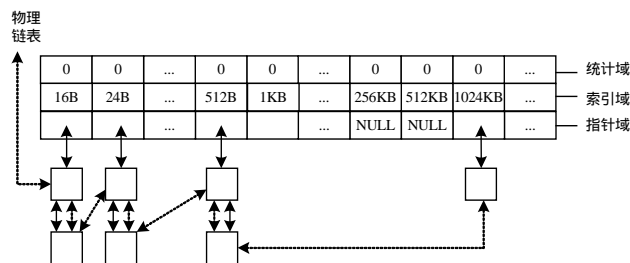 物理
链表
0 0 ... 0 0 ... 0 0 0 ... 统计域
16B 24B ... 512B 1KB ... 256KB 512KB 1024KB ... 索引域
... ... NULL NULL ... 指针域